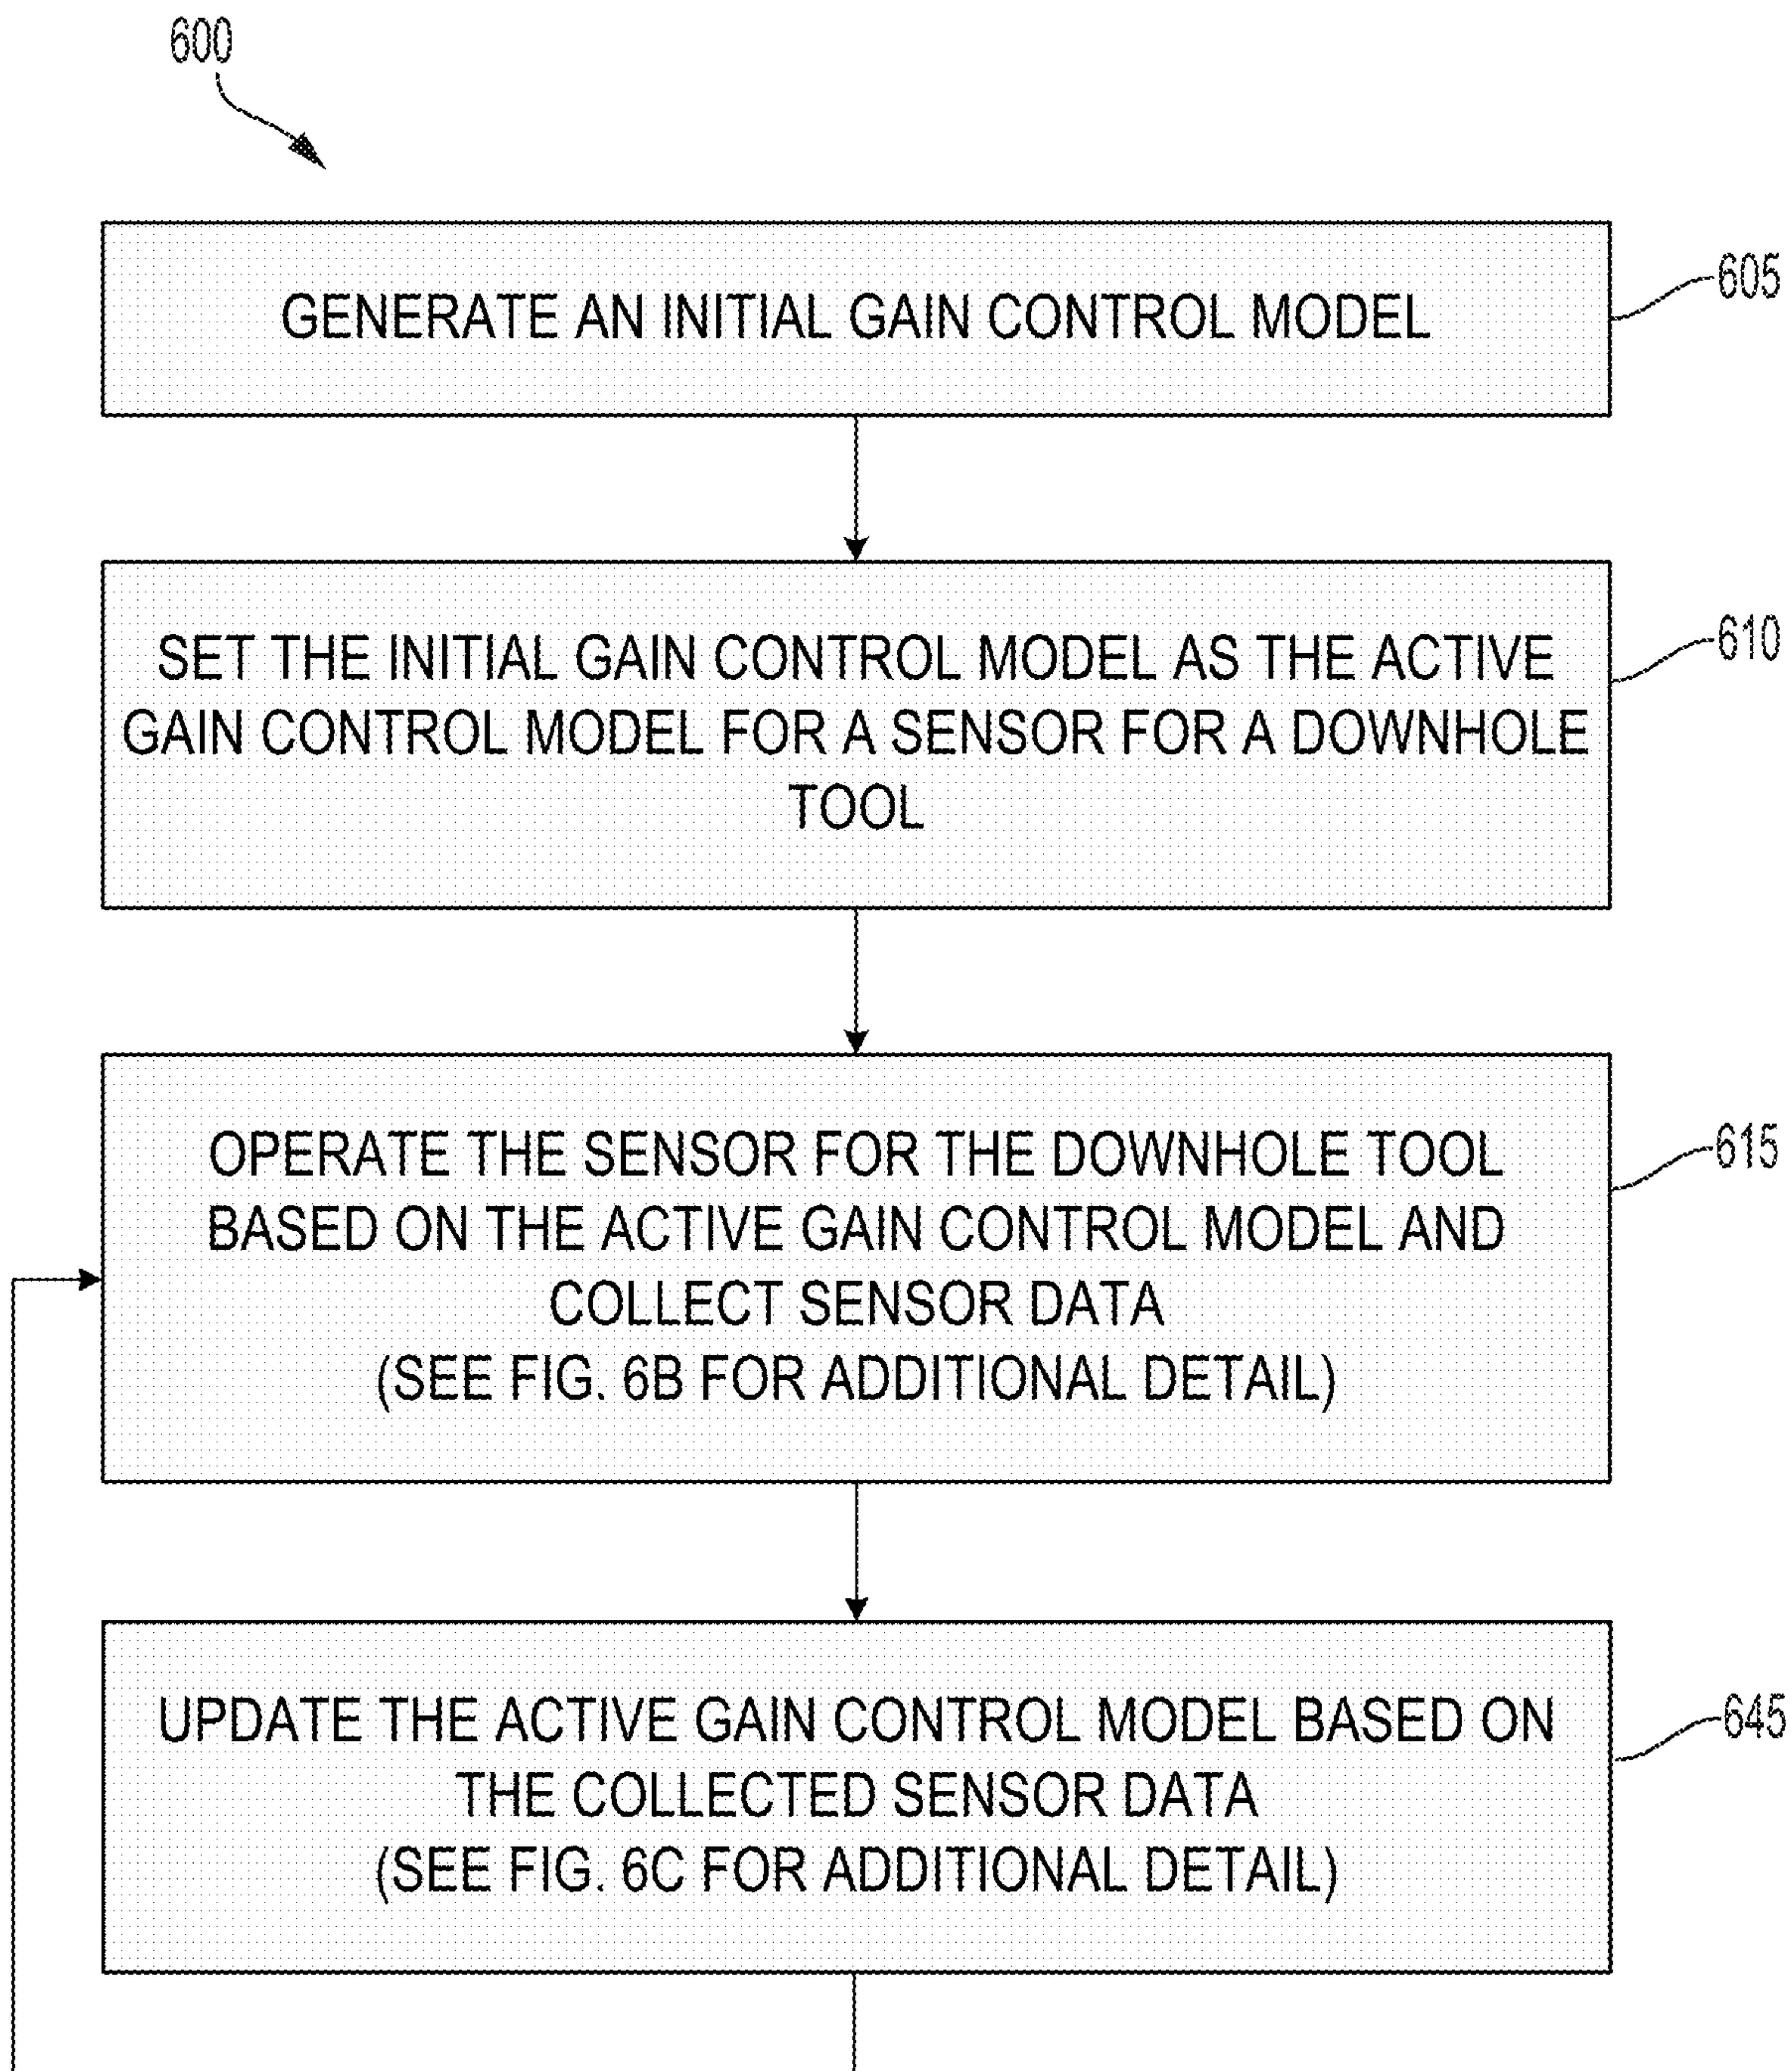 600
GENERATE AN INITIAL GAIN CONTROL MODEL
605
SET THE INITIAL GAIN CONTROL MODEL AS THE ACTIVE
GAIN CONTROL MODEL FOR A SENSOR FOR A DOWNHOLE
TOOL
610
OPERATE THE SENSOR FOR THE DOWNHOLE TOOL
BASED ON THE ACTIVE GAIN CONTROL MODEL AND
COLLECT SENSOR DATA
(SEE FIG. 6B FOR ADDITIONAL DETAIL)
615
UPDATE THE ACTIVE GAIN CONTROL MODEL BASED ON
THE COLLECTED SENSOR DATA
(SEE FIG. 6C FOR ADDITIONAL DETAIL)
645